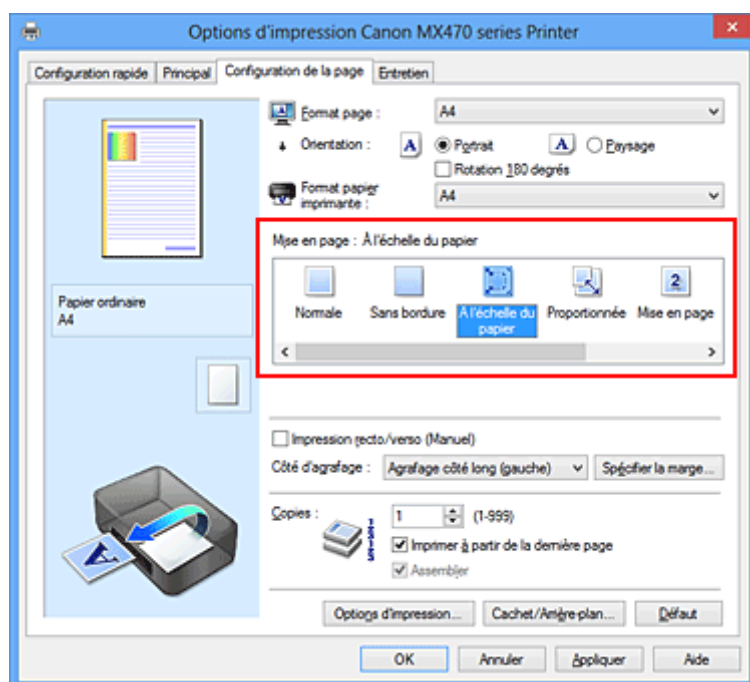 Options d'impression Canon MX470 series Printer
Configuration rapide Principal Configuration de la page Entretien
Format page : A4
Orientation : A Portrait A Paysage
Rotation 180 degrés
Format papier imprimante : A4
Mise en page : À l'échelle du papier
Normale Sans bordure À l'échelle du papier Proportionnée Mise en page
Papier ordinaire
A4
Impression recto/verso (Manuel)
Côté d'agrafage : Agrafage côté long (gauche) Spécifier la marge...
Copies : 1 (1-999)
Imprimer à partir de la dernière page
Assembler
Options d'impression... Cachet/Arrière-plan... Défaut
OK Annuler Appliquer Aide